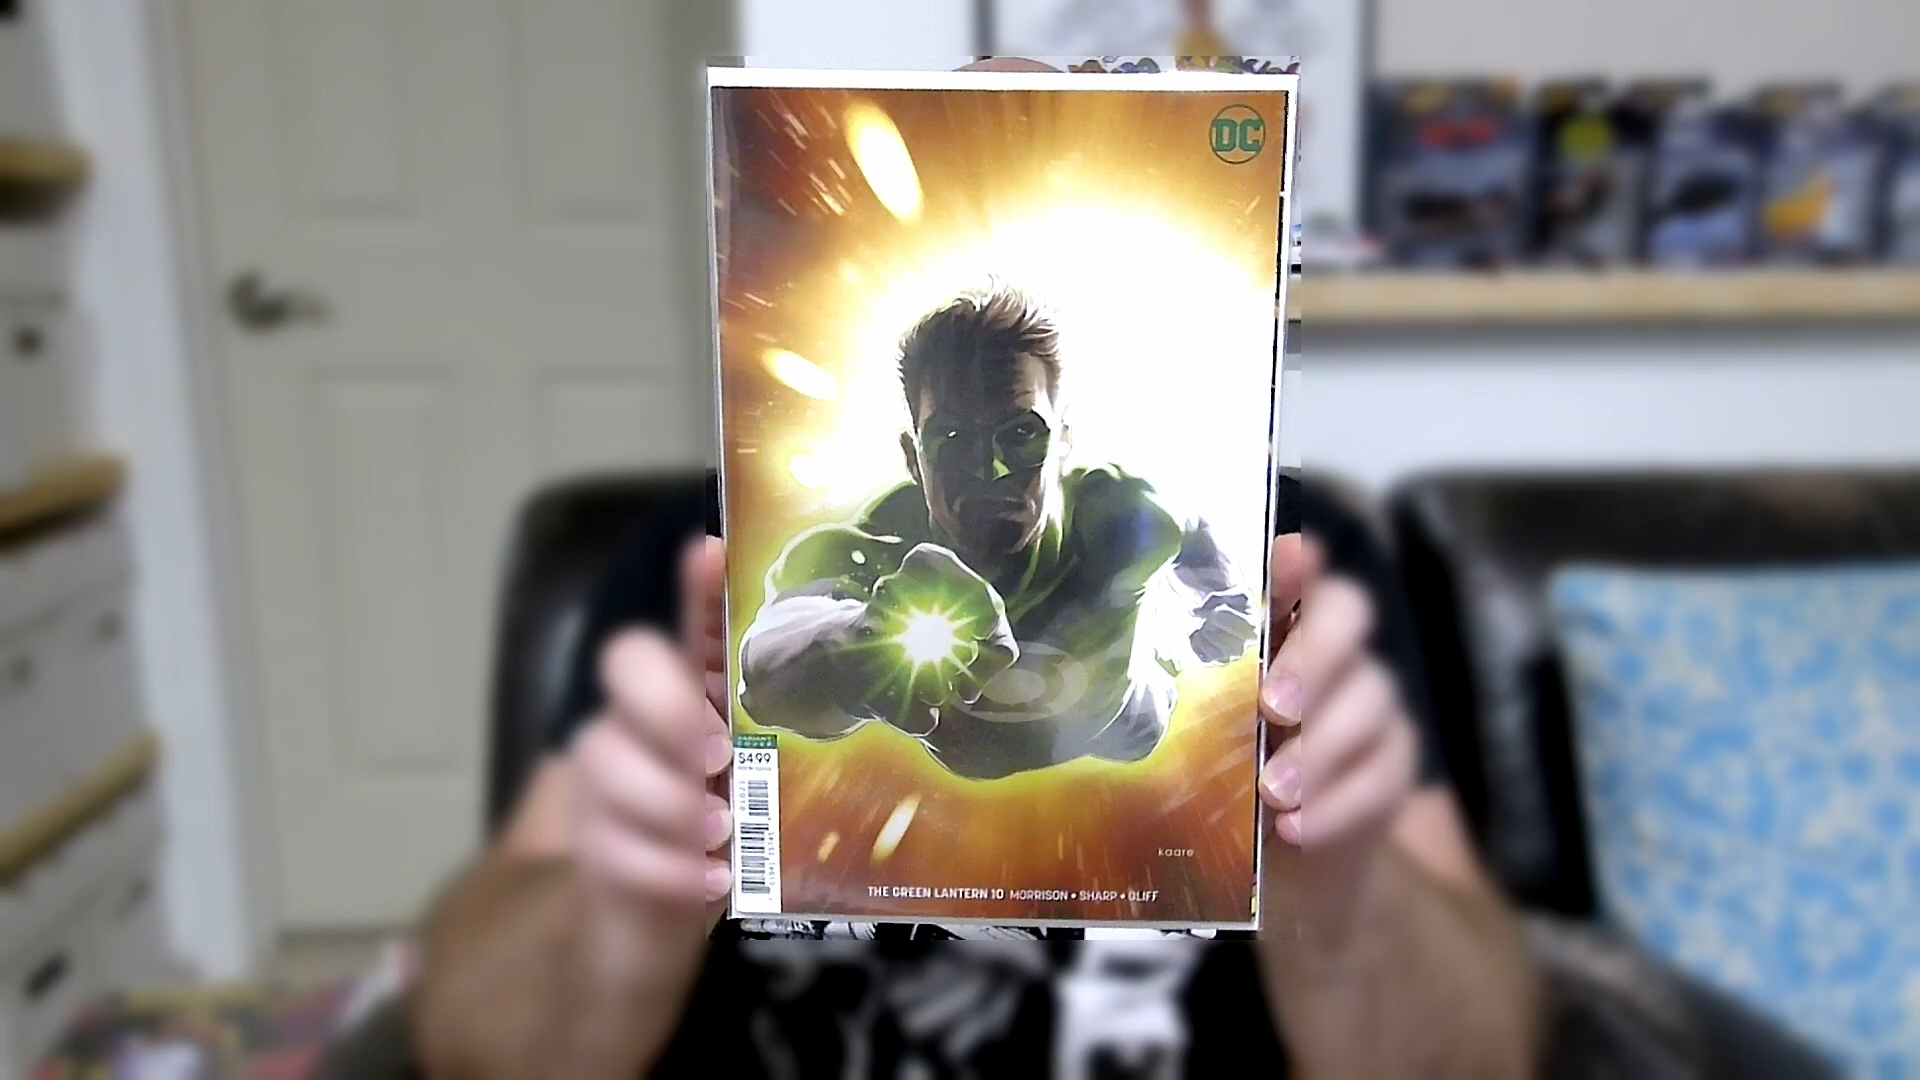 DC
VARIANT
COVER
$4.99
kaare
THE GREEN LANTERN 10 MORRISON • SHARP • OLIFF